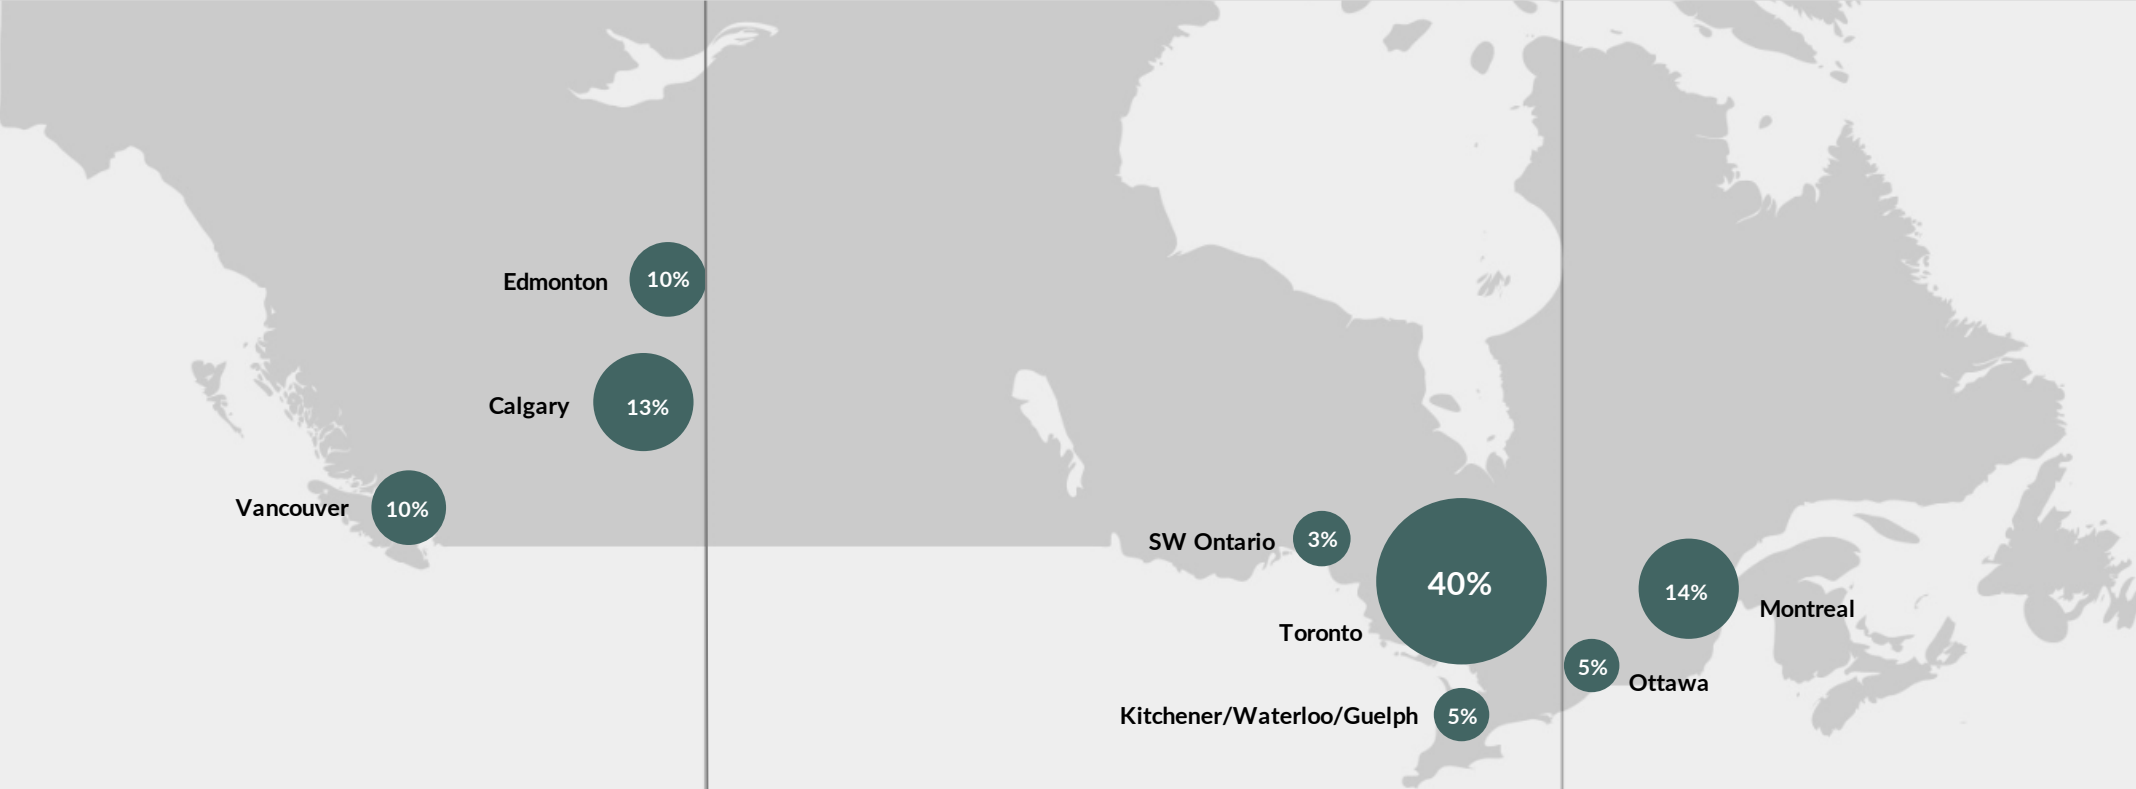 Edmonton 10%
Calgary 13%
Vancouver 10%
SW Ontario 3%
40%
Toronto
14%
Montreal
5%
Ottawa
Kitchener/Waterloo/Guelph 5%